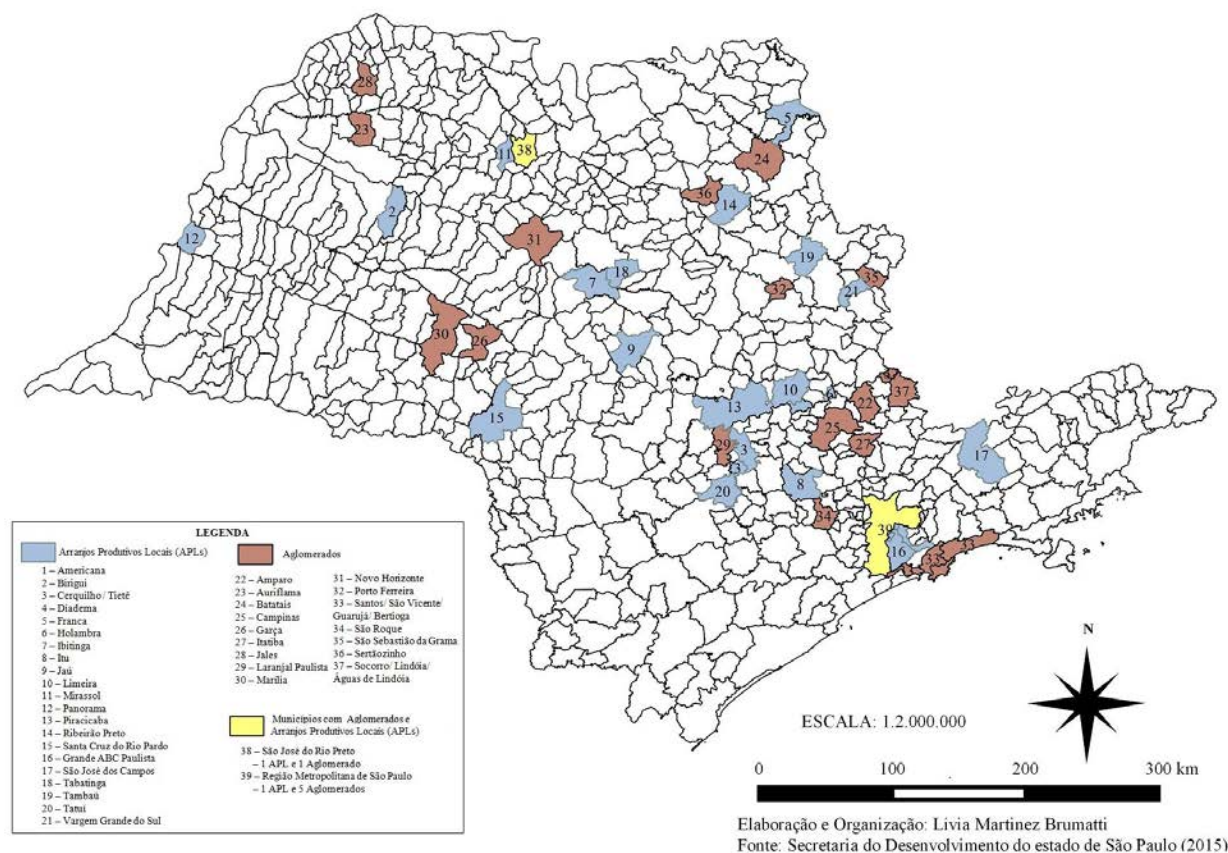 28
5
23
11
38
24
36
14
2
12
31
19
7
18
35
32
21
30
26
9
10
37
13
22
15
25
29
3
27
17
3
20
8
34
39
16
33
LEGENDA
Arranjos Produtivos Locais (APLs)
1 – Americana
2 – Birigui
3 – Cerquilho/ Tietê
4 – Diadema
5 – Franca
6 – Holambra
7 – Ibitinga
8 – Itu
9 – Jaú
10 – Limeira
11 – Mirassol
12 – Panorama
13 – Piracicaba
14 – Ribeirão Preto
15 – Santa Cruz do Rio Pardo
16 – Grande ABC Paulista
17 – São José dos Campos
18 – Tabatinga
19 – Tambaú
20 – Tatuí
21 – Vargem Grande do Sul
Aglomerados
22 – Amparo
23 – Auriflama
24 – Batatais
25 – Campinas
26 – Garça
27 – Itatiba
28 – Jales
29 – Laranjal Paulista
30 – Marília
31 – Novo Horizonte
32 – Porto Ferreira
33 – Santos/ São Vicente/
Guarujá/ Bertioga
34 – São Roque
35 – São Sebastião da Grama
36 – Sertãozinho
37 – Socorro/ Lindóia/
Águas de Lindóia
Municípios com Aglomerados e
Arranjos Produtivos Locais (APLs)
38 – São José do Rio Preto
– 1 APL e 1 Aglomerado
39 – Região Metropolitana de São Paulo
– 1 APL e 5 Aglomerados
N
ESCALA: 1:2.000.000
0 100 200 300 km
Elaboração e Organização: Livia Martinez Brumatti
Fonte: Secretaria do Desenvolvimento do estado de São Paulo (2015)